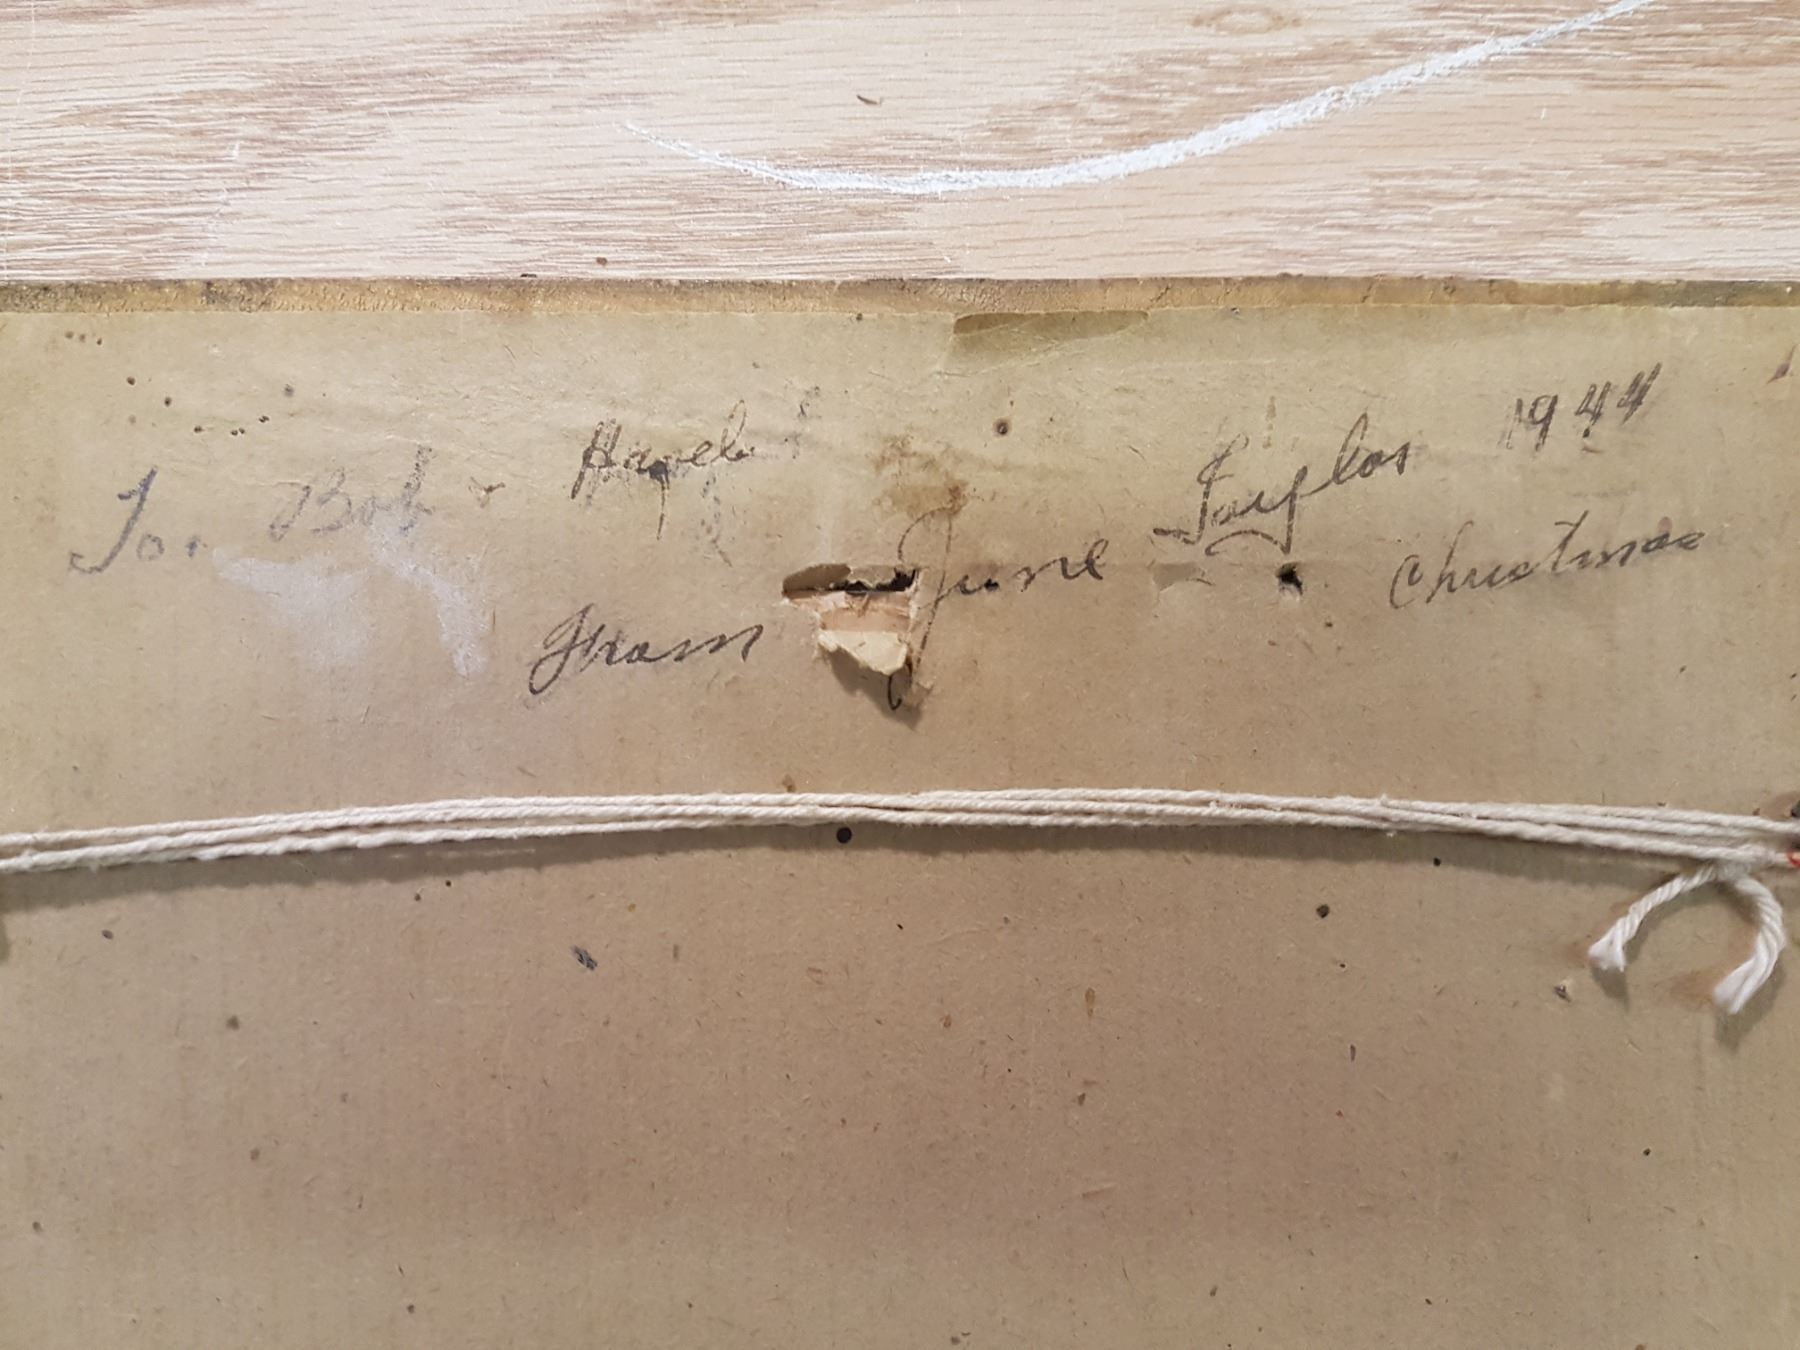 To. Bob + Hazel
From June Taylor 1944
Christmas